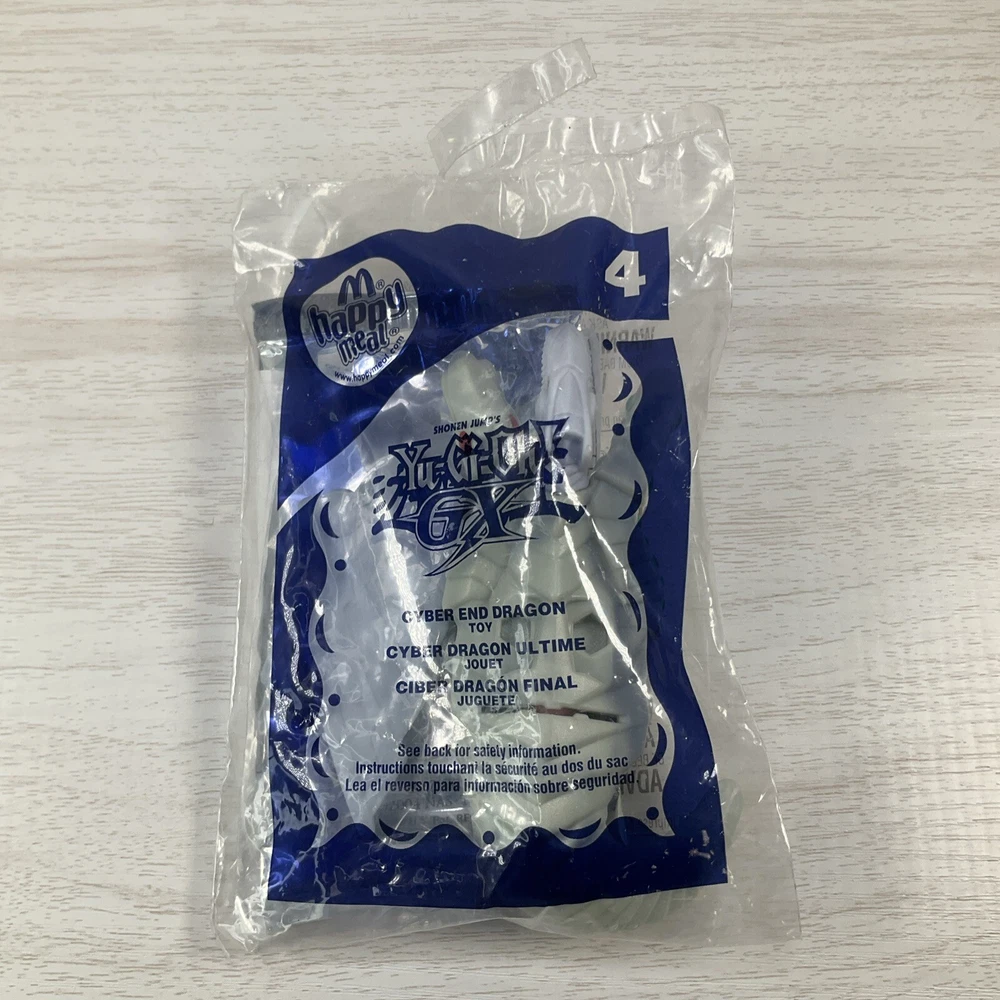 4
happy
meal
www.happymeal.com
SHONEN JUMP'S
Yu-Gi-Oh!
GX
CYBER END DRAGON
TOY
CYBER DRAGON ULTIME
JOUET
CIBER DRAGÓN FINAL
JUGUETE
See back for safety information.
Instructions touchant la sécurité au dos du sac
Lea el reverso para información sobre seguridad.